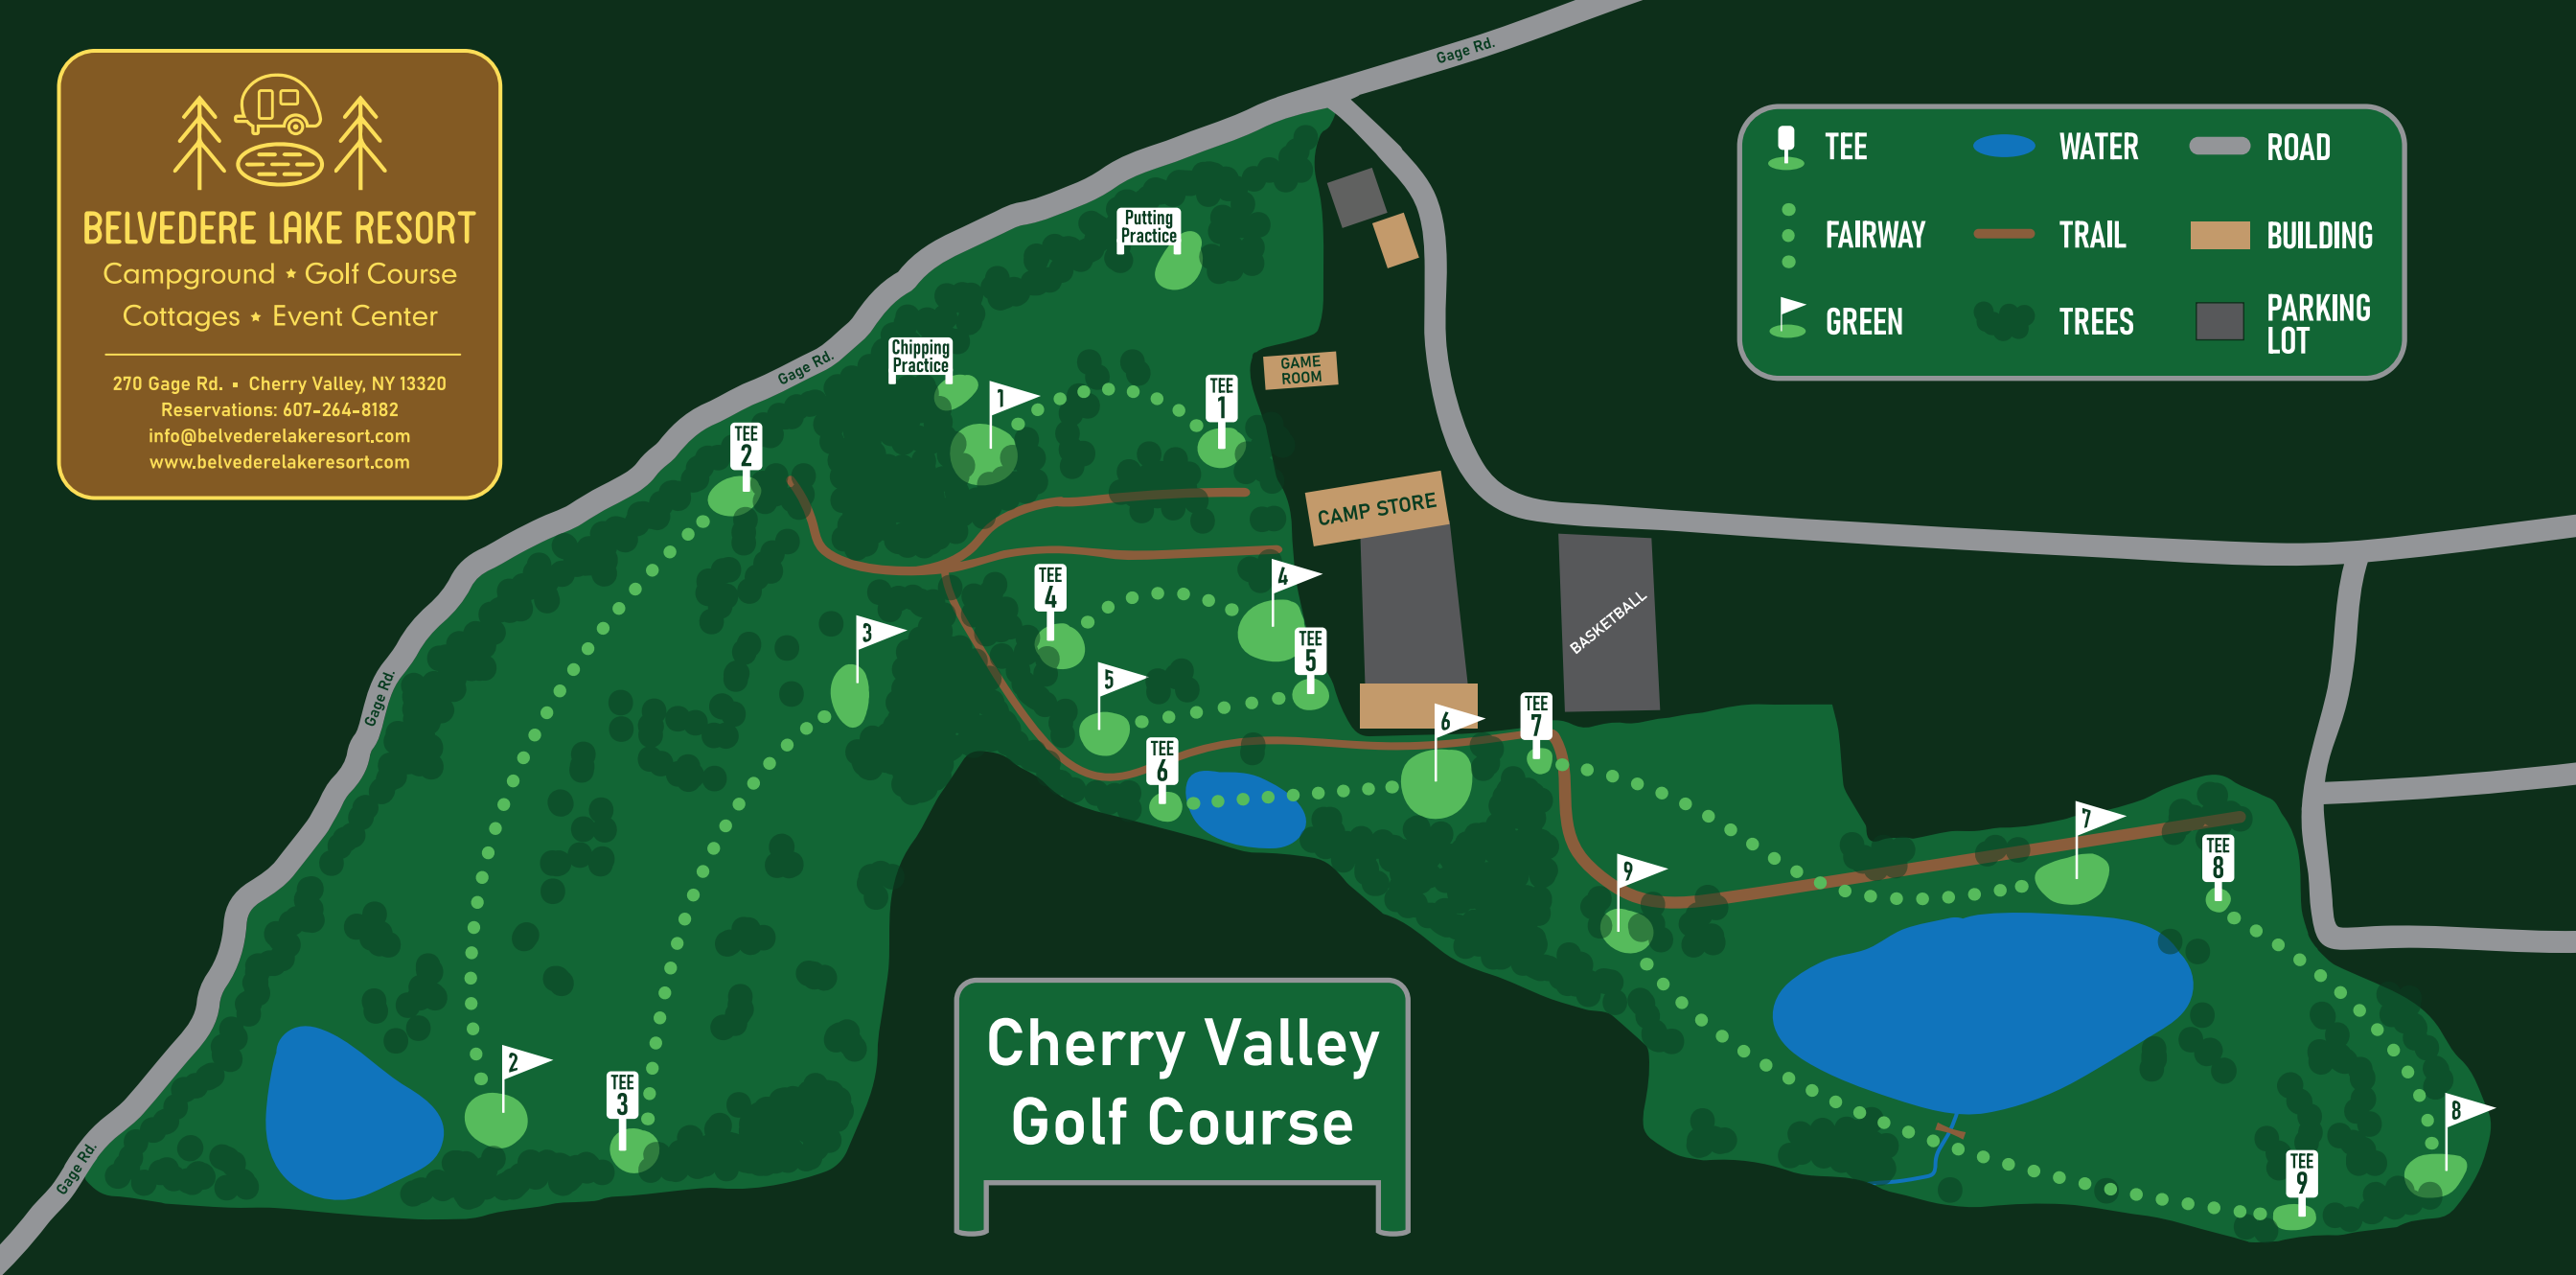 BELVEDERE LAKE RESORT
Campground ⋆ Golf Course
Cottages ⋆ Event Center
270 Gage Rd. ▪ Cherry Valley, NY 13320
Reservations: 607-264-8182
info@belvederelakeresort.com
www.belvederelakeresort.com
Gage Rd.
TEE
WATER
ROAD
FAIRWAY
TRAIL
BUILDING
GREEN
TREES
PARKING
LOT
Putting
Practice
Chipping
Practice
Gage Rd.
GAME
ROOM
1
TEE
1
TEE
2
CAMP STORE
4
TEE
4
3
BASKETBALL
TEE
5
5
Gage Rd.
6
TEE
7
TEE
6
7
TEE
8
9
2
TEE
3
8
TEE
9
Gage Rd.
Cherry Valley
Golf Course